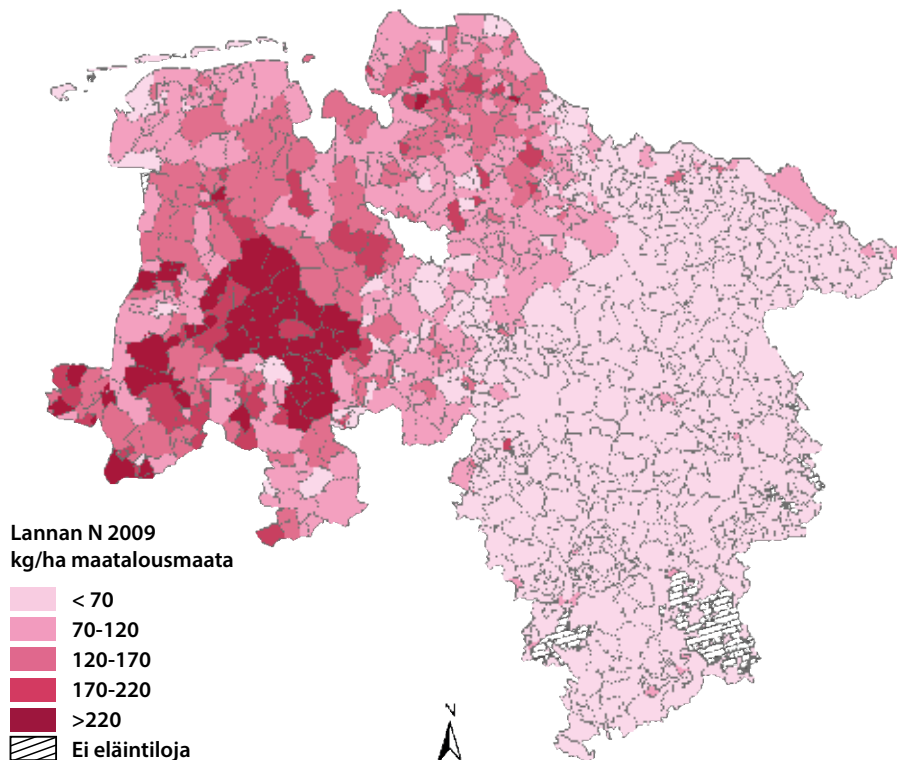 Lannan N 2009
kg/ha maatalousmaata
< 70
70-120
120-170
170-220
>220
Ei eläintiloja
N